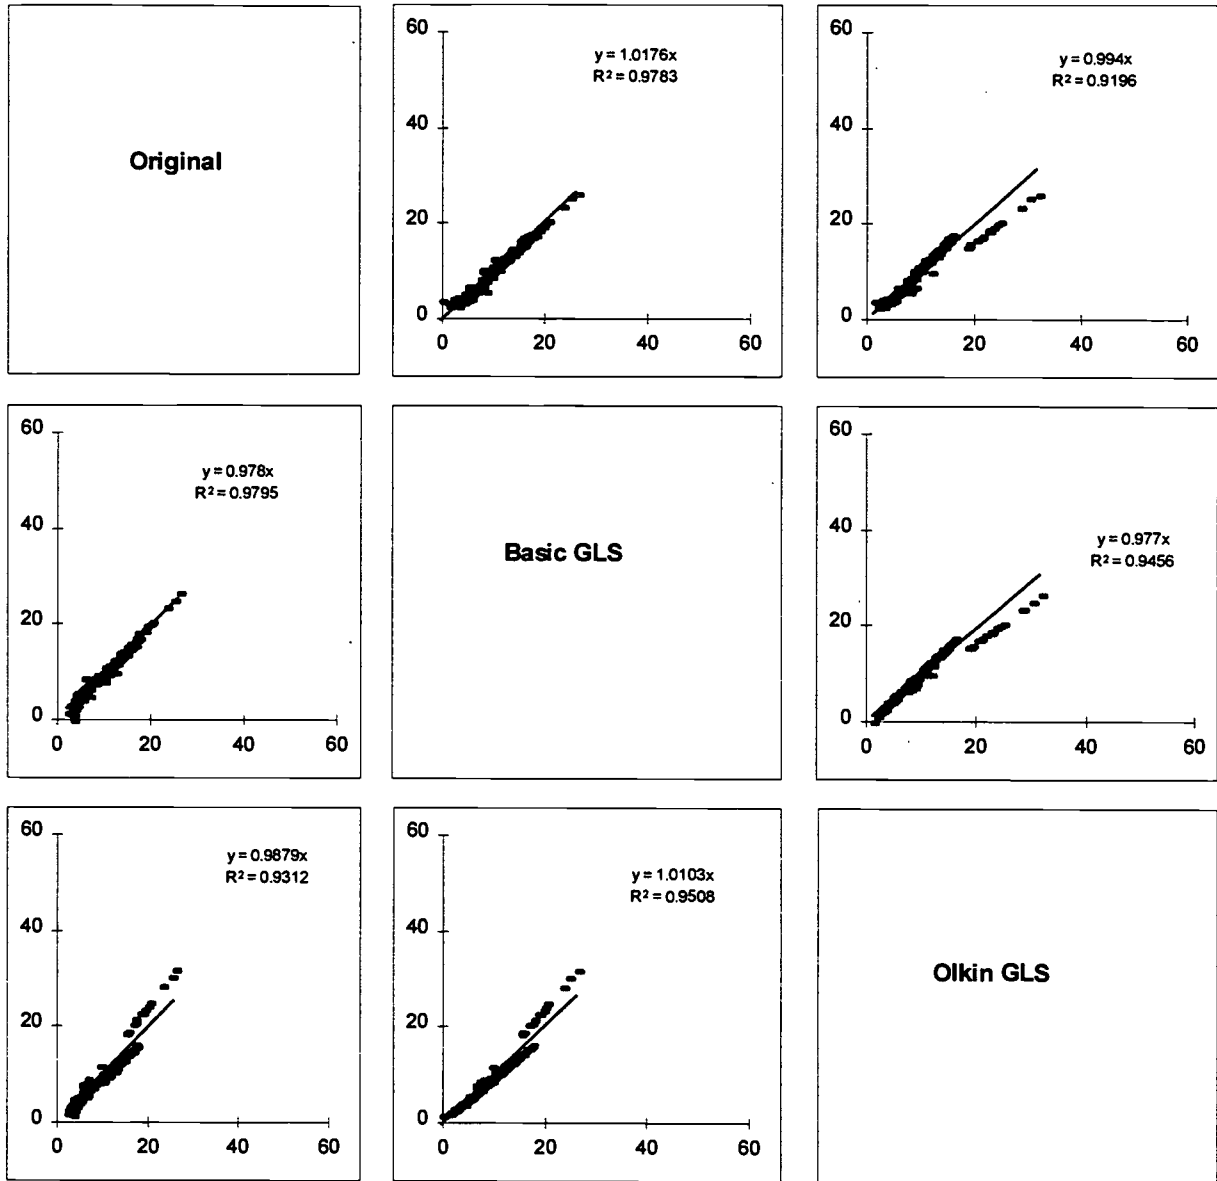 Original
60
40
20
0
0 20 40 60
y = 1.0176x
R² = 0.9783
60
40
20
0
0 20 40 60
y = 0.994x
R² = 0.9196
60
40
20
0
0 20 40 60
y = 0.978x
R² = 0.9795
Basic GLS
60
40
20
0
0 20 40 60
y = 0.977x
R² = 0.9456
60
40
20
0
0 20 40 60
y = 0.9879x
R² = 0.9312
60
40
20
0
0 20 40 60
y = 1.0103x
R² = 0.9508
Olkin GLS